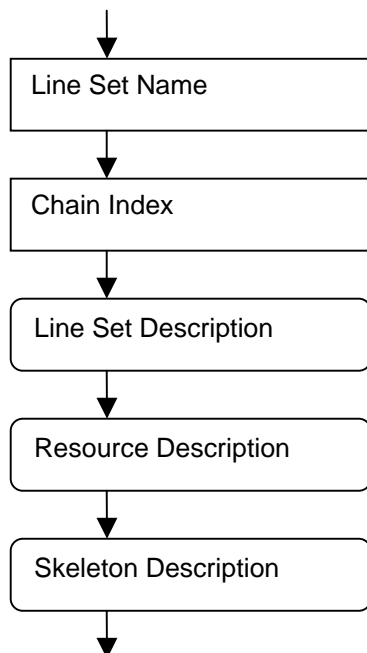 Line Set Name
Chain Index
Line Set Description
Resource Description
Skeleton Description